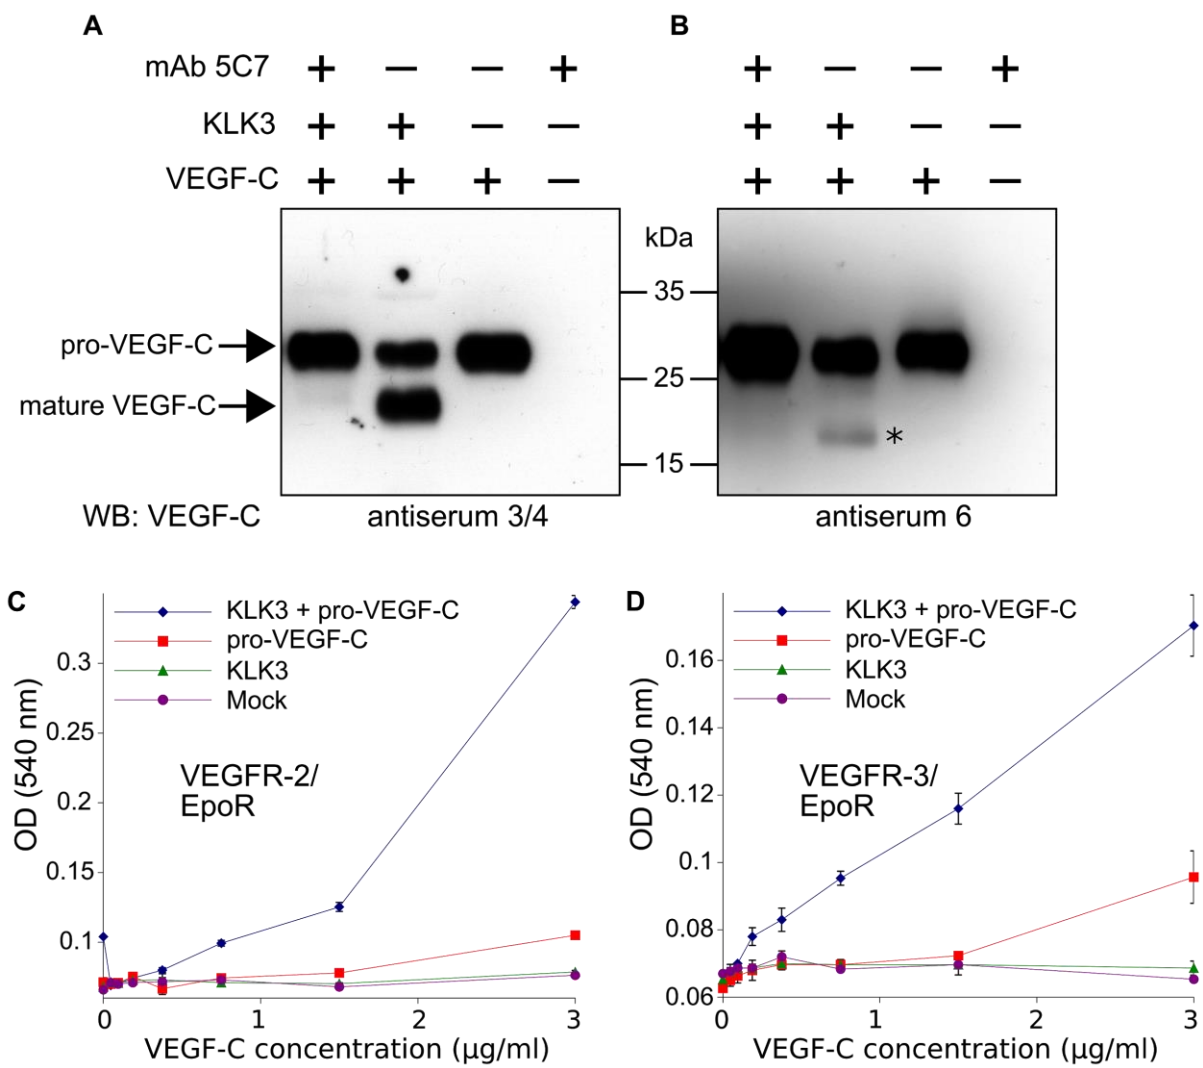 A
B
mAb 5C7 + — — + + — — +
KLK3 + + — — + + — —
VEGF-C + + + — + + + —
kDa
35
pro-VEGF-C
25
mature VEGF-C
*
15
WB: VEGF-C antiserum 3/4 antiserum 6
C
KLK3 + pro-VEGF-C
pro-VEGF-C
KLK3
Mock
VEGFR-2/
EpoR
OD (540 nm)
0.3
0.25
0.2
0.15
0.1
0 1 2 3
VEGF-C concentration (µg/ml)
D
KLK3 + pro-VEGF-C
pro-VEGF-C
KLK3
Mock
VEGFR-3/
EpoR
OD (540 nm)
0.16
0.14
0.12
0.1
0.08
0.06
0 1 2 3
VEGF-C concentration (µg/ml)